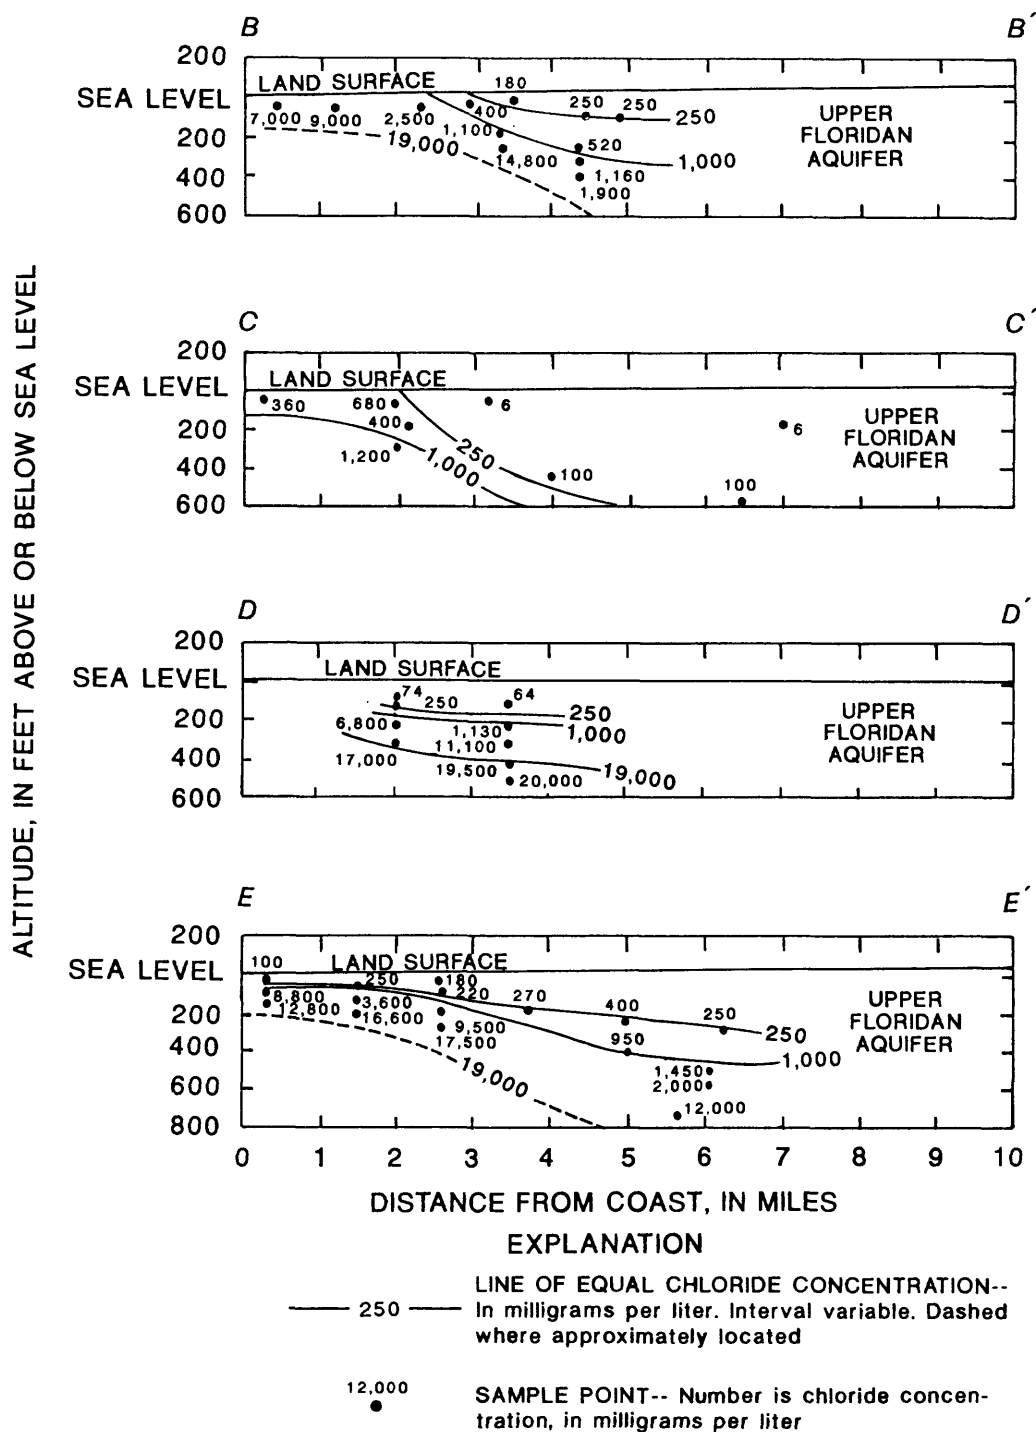 ALTITUDE, IN FEET ABOVE OR BELOW SEA LEVEL
B B´
200
LAND SURFACE 180
SEA LEVEL
7,000 9,000 2,500 400 250 250 250
200 1,100 520
19,000 14,800 1,000
400 1,160
1,900
600
UPPER
FLORIDAN
AQUIFER
C C´
200
LAND SURFACE
SEA LEVEL
360 680 6
200 400 6
1,200 1,000 250
400 100 100
600
UPPER
FLORIDAN
AQUIFER
D D´
200
LAND SURFACE
SEA LEVEL
74 64
250 250
200 6,800 1,130 1,000
17,000 11,100
400 19,500 19,000
20,000
600
UPPER
FLORIDAN
AQUIFER
E E´
200
100 LAND SURFACE
SEA LEVEL
250 180
8,800 3,600 220 270 400 250
12,800 16,600 250
200 9,500 950
17,500 1,000
400 19,000 1,450
600 2,000
12,000
800
UPPER
FLORIDAN
AQUIFER
0 1 2 3 4 5 6 7 8 9 10
DISTANCE FROM COAST, IN MILES
EXPLANATION
250 LINE OF EQUAL CHLORIDE CONCENTRATION--
In milligrams per liter. Interval variable. Dashed
where approximately located
12,000 SAMPLE POINT-- Number is chloride concen-
tration, in milligrams per liter